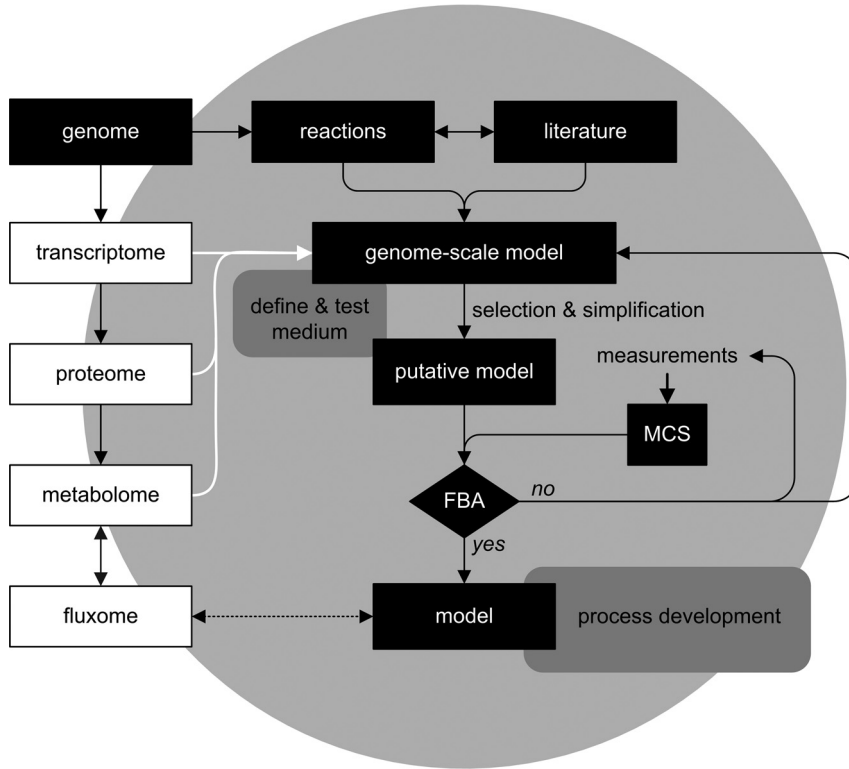 genome
reactions
literature
transcriptome
genome-scale model
define & test
medium
selection & simplification
proteome
putative model
measurements
MCS
metabolome
FBA
no
yes
fluxome
model
process development